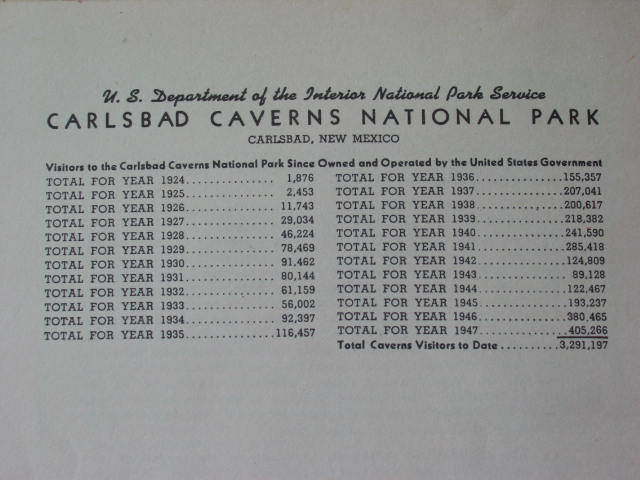 U. S. Department of the Interior National Park Service
CARLSBAD CAVERNS NATIONAL PARK
CARLSBAD, NEW MEXICO
Visitors to the Carlsbad Caverns National Park Since Owned and Operated by the United States Government
TOTAL FOR YEAR 1924............... 1,876
TOTAL FOR YEAR 1925............... 2,453
TOTAL FOR YEAR 1926............... 11,743
TOTAL FOR YEAR 1927............... 29,034
TOTAL FOR YEAR 1928............... 46,224
TOTAL FOR YEAR 1929............... 78,469
TOTAL FOR YEAR 1930............... 91,462
TOTAL FOR YEAR 1931............... 80,144
TOTAL FOR YEAR 1932............... 61,159
TOTAL FOR YEAR 1933............... 56,002
TOTAL FOR YEAR 1934............... 92,397
TOTAL FOR YEAR 1935...............116,457
TOTAL FOR YEAR 1936...............155,357
TOTAL FOR YEAR 1937...............207,041
TOTAL FOR YEAR 1938...............200,617
TOTAL FOR YEAR 1939...............218,382
TOTAL FOR YEAR 1940...............241,590
TOTAL FOR YEAR 1941...............285,418
TOTAL FOR YEAR 1942...............124,809
TOTAL FOR YEAR 1943............... 89,128
TOTAL FOR YEAR 1944...............122,467
TOTAL FOR YEAR 1945...............193,237
TOTAL FOR YEAR 1946...............380,465
TOTAL FOR YEAR 1947...............405,266
Total Caverns Visitors to Date..........3,291,197